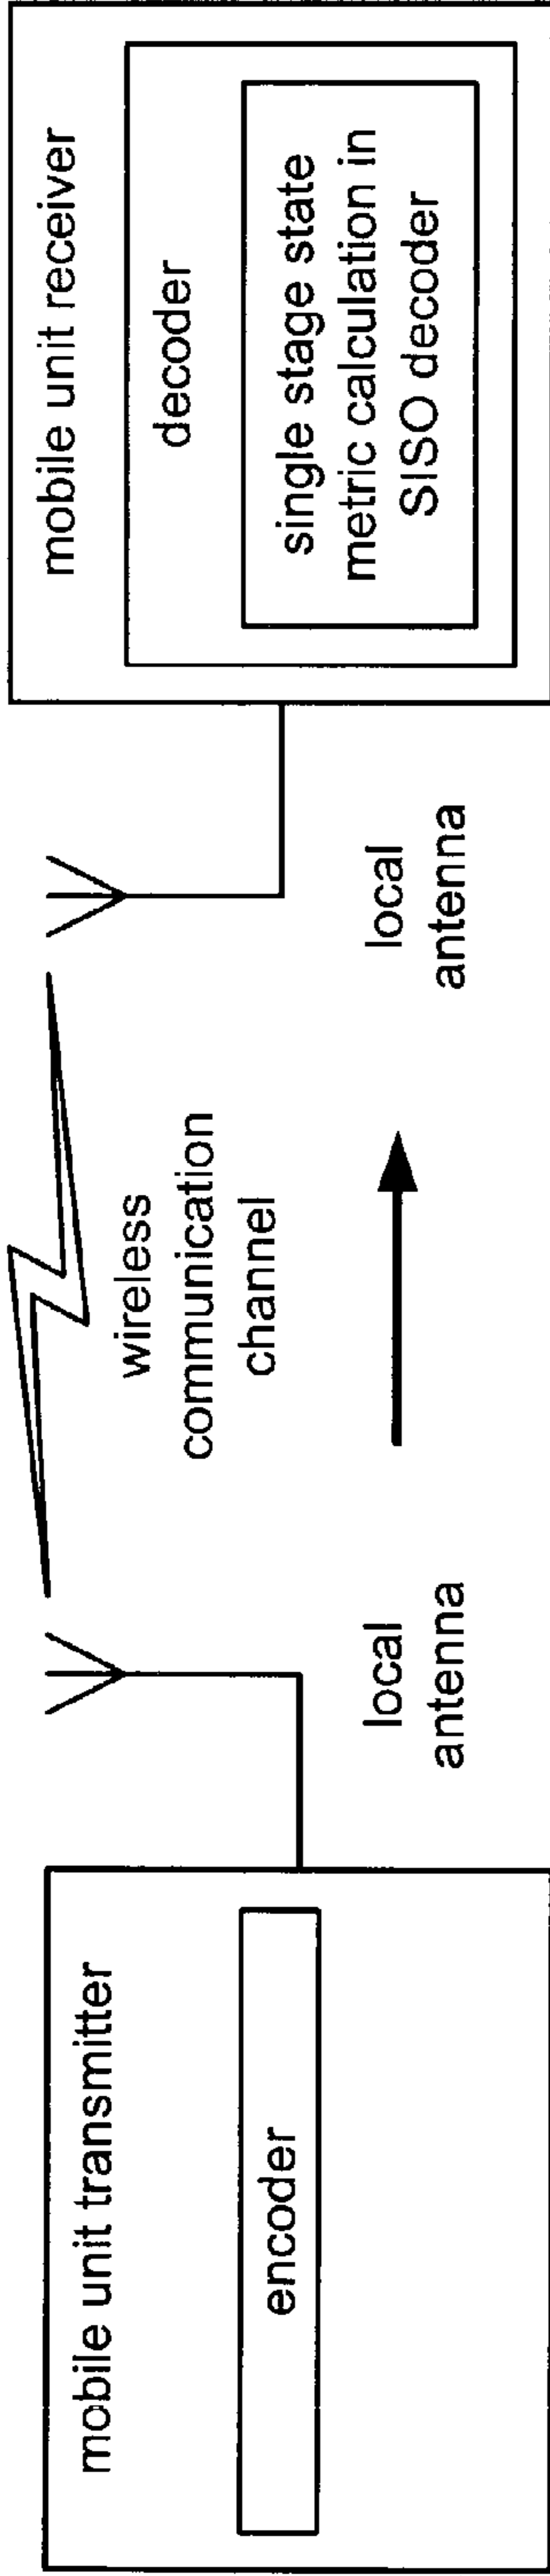 mobile unit transmitter
encoder
local
antenna
wireless
communication
channel
local
antenna
mobile unit receiver
decoder
single stage state
metric calculation in
SISO decoder